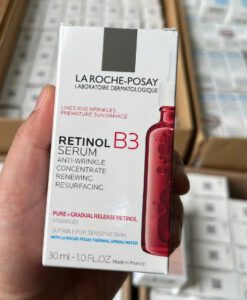 LA ROCHE-POSAY
LABORATOIRE DERMATOLOGIQUE
LINES AND WRINKLES
PREMATURE SUN DAMAGE
RETINOL B3
SERUM
ANTI-WRINKLE
CONCENTRATE
RENEWING
RESURFACING
PURE + GRADUAL RELEASE RETINOL
VITAMIN B3
SUITABLE FOR SENSITIVE SKIN
WITH LA ROCHE-POSAY THERMAL SPRING WATER
30 ml - 1.0 FL.OZ Made in France